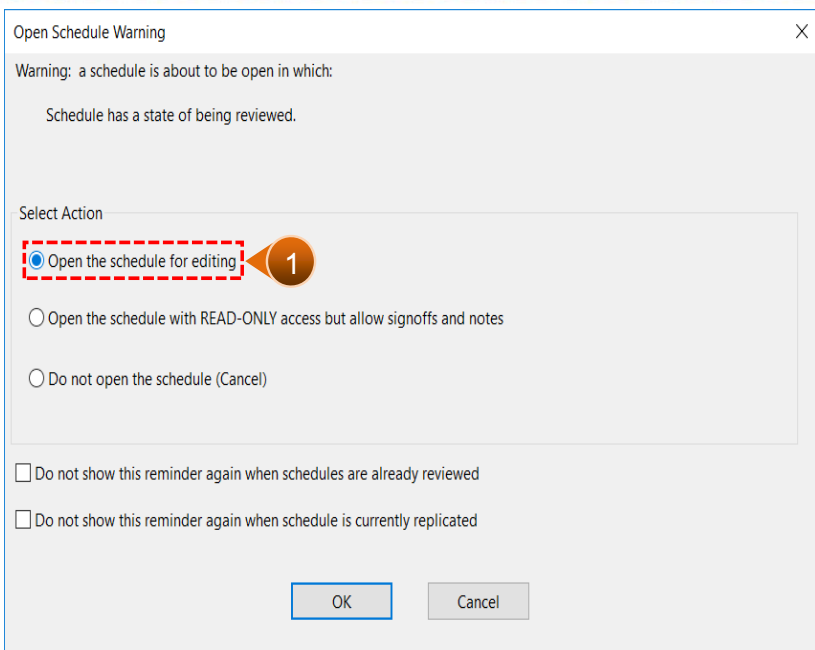 Open Schedule Warning
Warning: a schedule is about to be open in which:
Schedule has a state of being reviewed.
Select Action
Open the schedule for editing
1
Open the schedule with READ-ONLY access but allow signoffs and notes
Do not open the schedule (Cancel)
Do not show this reminder again when schedules are already reviewed
Do not show this reminder again when schedule is currently replicated
OK Cancel